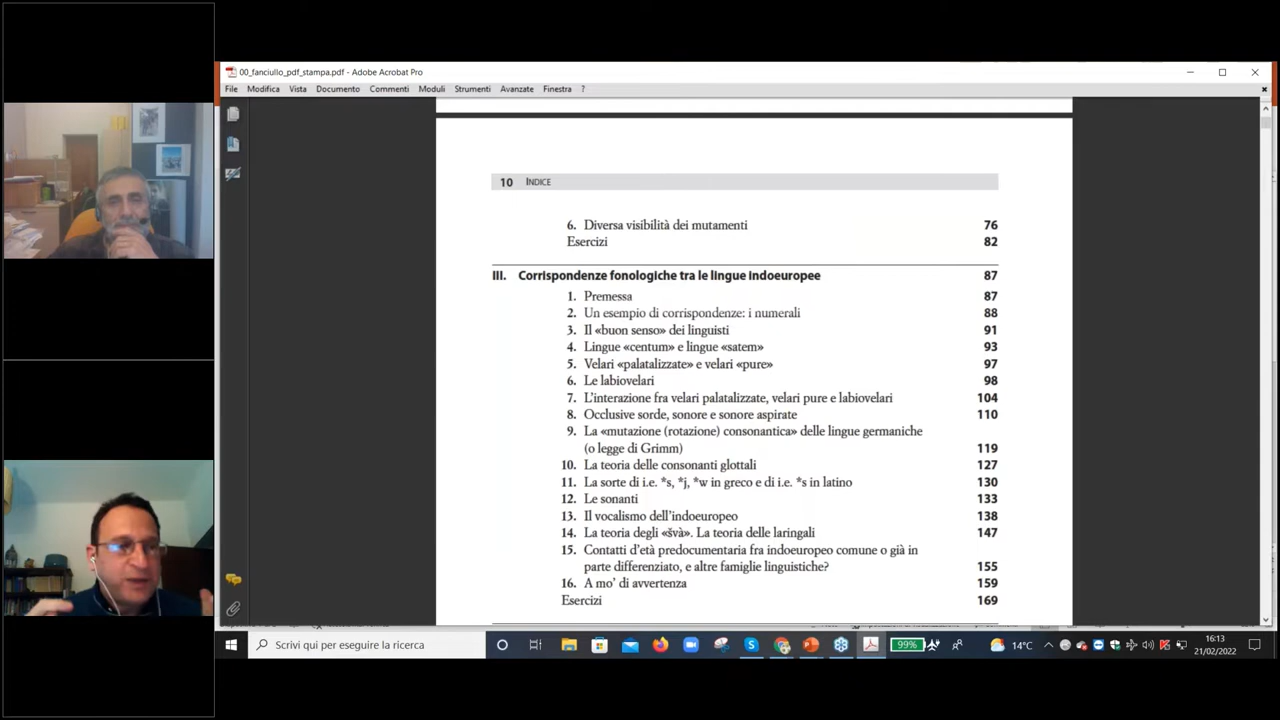 00_fanciullo_pdf_stampa.pdf - Adobe Acrobat Pro
File Modifica Vista Documento Commenti Moduli Strumenti Avanzate Finestra ?
10 INDICE
6. Diversa visibilità dei mutamenti 76
Esercizi 82
III. Corrispondenze fonologiche tra le lingue indoeuropee 87
1. Premessa 87
2. Un esempio di corrispondenze: i numerali 88
3. Il «buon senso» dei linguisti 91
4. Lingue «centum» e lingue «satem» 93
5. Velari «palatalizzate» e velari «pure» 97
6. Le labiovelari 98
7. L'interazione fra velari palatalizzate, velari pure e labiovelari 104
8. Occlusive sorde, sonore e sonore aspirate 110
9. La «mutazione (rotazione) consonantica» delle lingue germaniche
(o legge di Grimm) 119
10. La teoria delle consonanti glottali 127
11. La sorte di i.e. *s, *j, *w in greco e di i.e. *s in latino 130
12. Le sonanti 133
13. Il vocalismo dell'indoeuropeo 138
14. La teoria degli «švà». La teoria delle laringali 147
15. Contatti d'età predocumentaria fra indoeuropeo comune o già in
parte differenziato, e altre famiglie linguistiche? 155
16. A mo' di avvertenza 159
Esercizi 169
Scrivi qui per eseguire la ricerca
99%
14°C
16:13
21/02/2022